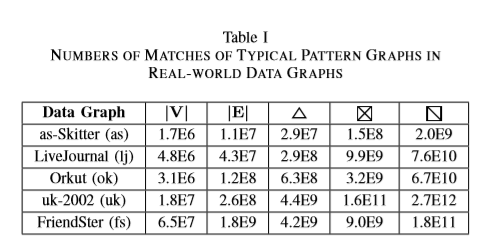 Table I
NUMBERS OF MATCHES OF TYPICAL PATTERN GRAPHS IN
REAL-WORLD DATA GRAPHS
Data Graph |V| |E|
as-Skitter (as) 1.7E6 1.1E7 2.9E7 1.5E8 2.0E9
LiveJournal (lj) 4.8E6 4.3E7 2.9E8 9.9E9 7.6E10
Orkut (ok) 3.1E6 1.2E8 6.3E8 3.2E9 6.7E10
uk-2002 (uk) 1.8E7 2.6E8 4.4E9 1.6E11 2.7E12
FriendSter (fs) 6.5E7 1.8E9 4.2E9 9.0E9 1.8E11